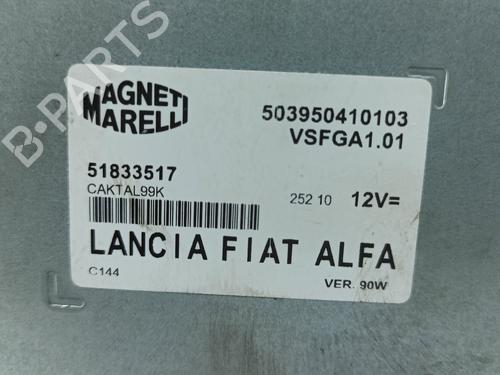 B-PARTS
MAGNETI
MARELLI
503950410103
VSFGA1.01
51833517
CAKTAL99K
252 10 12V=
LANCIA FIAT ALFA
C144
VER. 90W